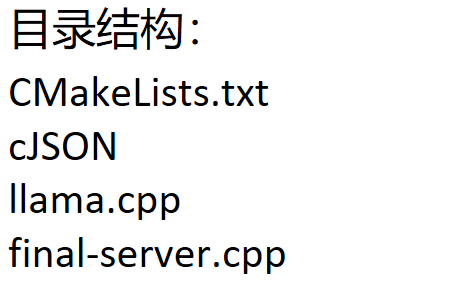 目录结构：
CMakeLists.txt
cJSON
llama.cpp
final-server.cpp